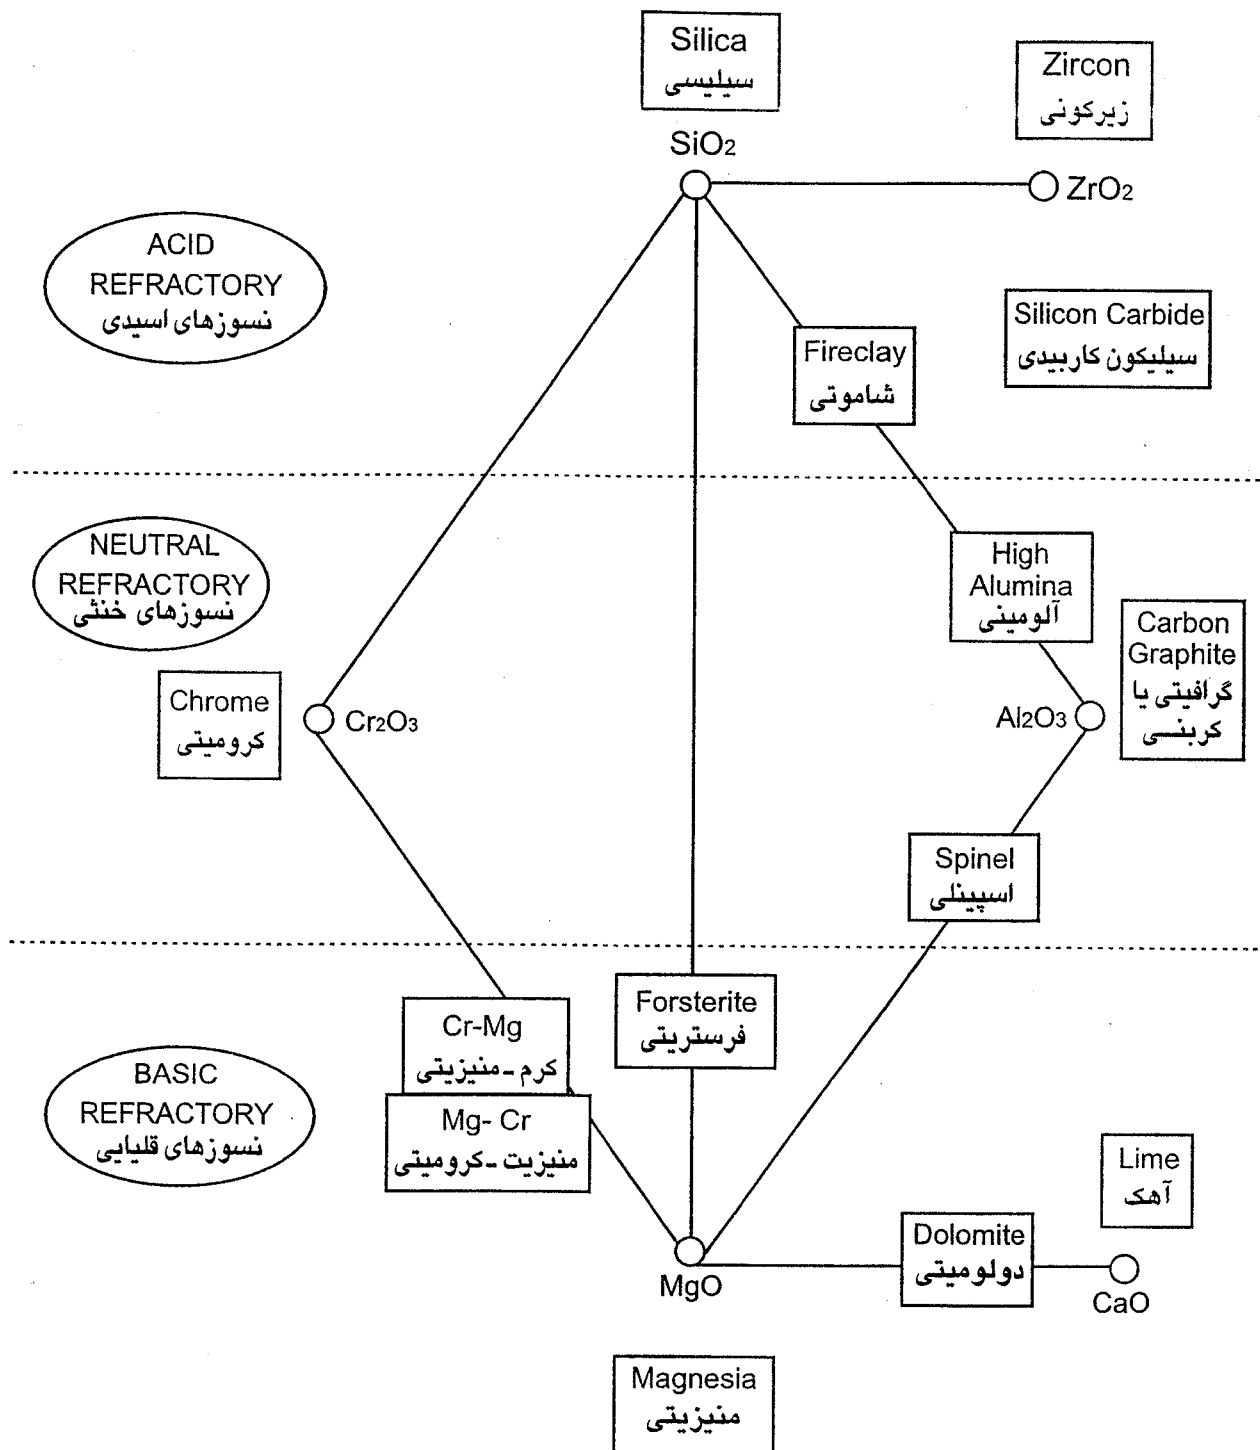 Silica
سیلیسی
Zircon
زیرکونی
SiO2
ZrO2
ACID
REFRACTORY
نسوزهای اسیدی
Silicon Carbide
سیلیکون کاربیدی
Fireclay
شاموتی
NEUTRAL
REFRACTORY
نسوزهای خنثی
High
Alumina
آلومینی
Carbon
Graphite
گرافیتی یا
کربنی
Chrome
کرومیتی
Cr2O3
Al2O3
Spinel
اسپینلی
Cr-Mg
کرم-منیزیتی
Forsterite
فرستریتی
BASIC
REFRACTORY
نسوزهای قلیایی
Mg- Cr
منیزیت-کرومیتی
Lime
آهک
Dolomite
دولومیتی
MgO
CaO
Magnesia
منیزیتی